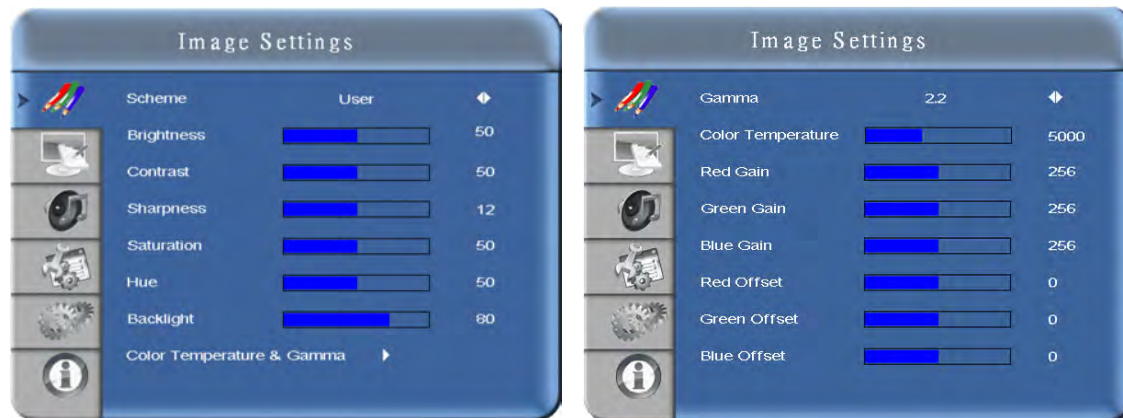 Image Settings
Scheme User
Brightness 50
Contrast 50
Sharpness 12
Saturation 50
Hue 50
Backlight 80
Color Temperature & Gamma
Image Settings
Gamma 2.2
Color Temperature 5000
Red Gain 256
Green Gain 256
Blue Gain 256
Red Offset 0
Green Offset 0
Blue Offset 0